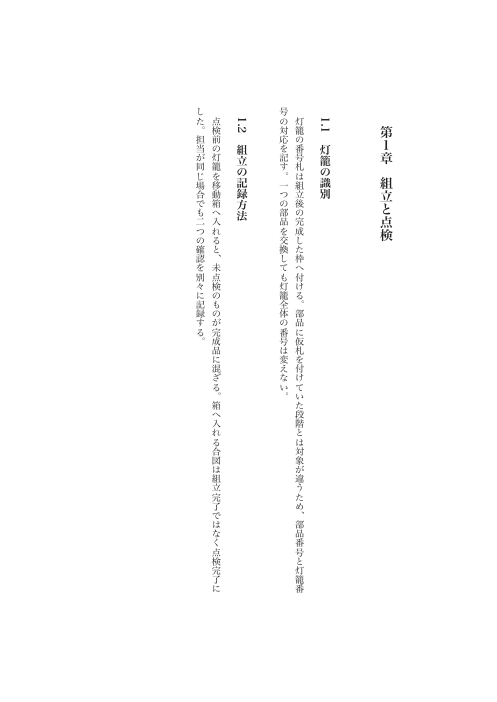 第1章　組立と点検
1.1　灯籠の識別
灯籠の番号札は組立後の完成した枠へ付ける。部品に仮札を付けていた段階とは対象が違うため、部品番号と灯籠番
号の対応を記す。一つの部品を交換しても灯籠全体の番号は変えない。
1.2　組立の記録方法
点検前の灯籠を移動箱へ入れると、未点検のものが完成品に混ざる。箱へ入れる合図は組立完了ではなく点検完了に
した。担当が同じ場合でも二つの確認を別々に記録する。